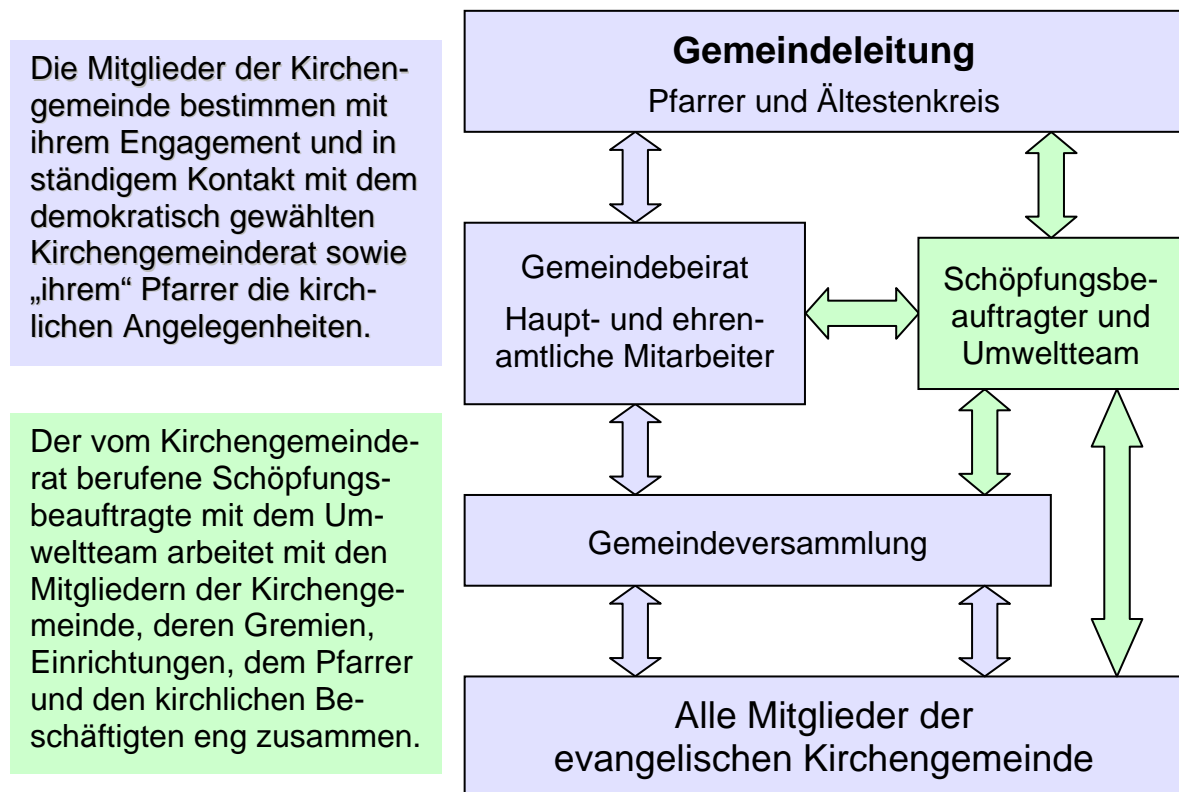 Die Mitglieder der Kirchen-
gemeinde bestimmen mit
ihrem Engagement und in
ständigem Kontakt mit dem
demokratisch gewählten
Kirchengemeinderat sowie
„ihrem“ Pfarrer die kirch-
lichen Angelegenheiten.
Der vom Kirchengemeinde-
rat berufene Schöpfungs-
beauftragte mit dem Um-
weltteam arbeitet mit den
Mitgliedern der Kirchenge-
meinde, deren Gremien,
Einrichtungen, dem Pfarrer
und den kirchlichen Be-
schäftigten eng zusammen.
Gemeindeleitung
Pfarrer und Ältestenkreis
Gemeindebeirat
Haupt- und ehren-
amtliche Mitarbeiter
Schöpfungsbe-
auftragter und
Umweltteam
Gemeindeversammlung
Alle Mitglieder der
evangelischen Kirchengemeinde